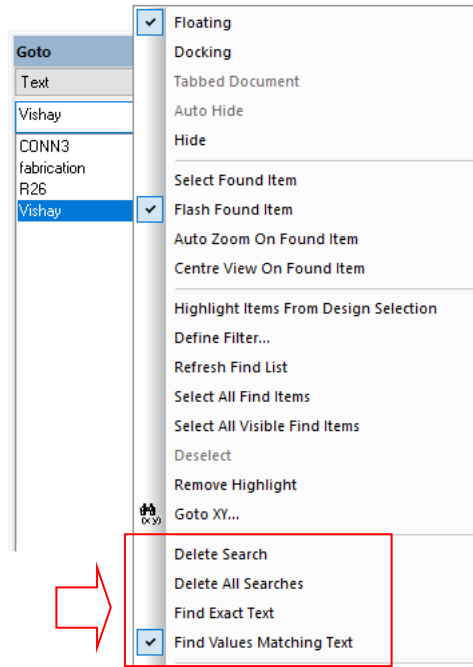 Goto
Text
Vishay
CONN3
fabrication
R26
Vishay
Floating
Docking
Tabbed Document
Auto Hide
Hide
Select Found Item
Flash Found Item
Auto Zoom On Found Item
Centre View On Found Item
Highlight Items From Design Selection
Define Filter...
Refresh Find List
Select All Find Items
Select All Visible Find Items
Deselect
Remove Highlight
(x y) Goto XY...
Delete Search
Delete All Searches
Find Exact Text
Find Values Matching Text